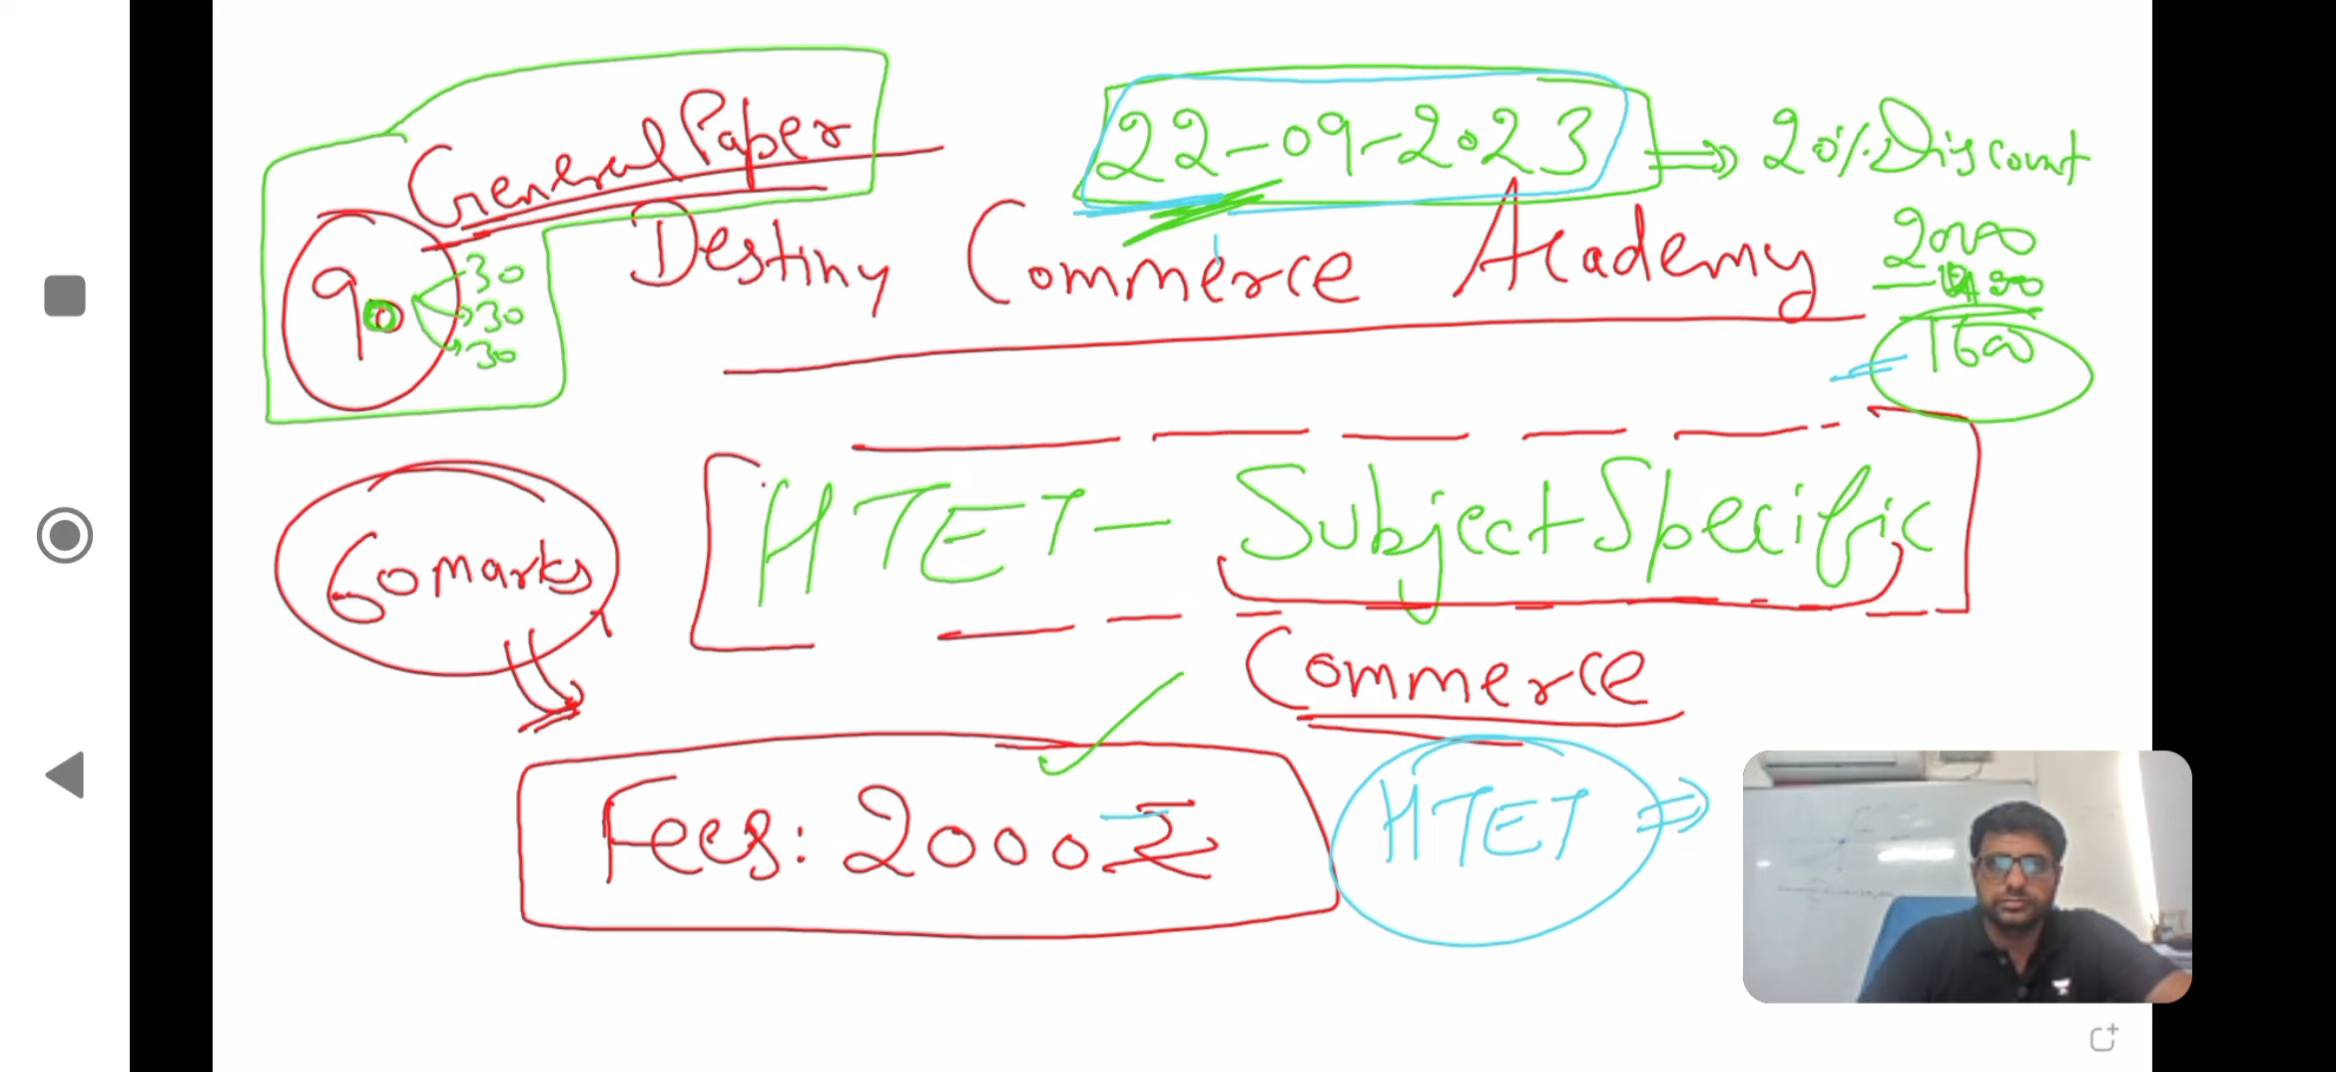 General Paper
22-09-2023 ⇒ 20% Discount
90
30
30
30
Destiny Commerce Academy
2000
1600
60 marks
HTET - Subject Specific
Commerce
Fees: 2000
HTET ⇒